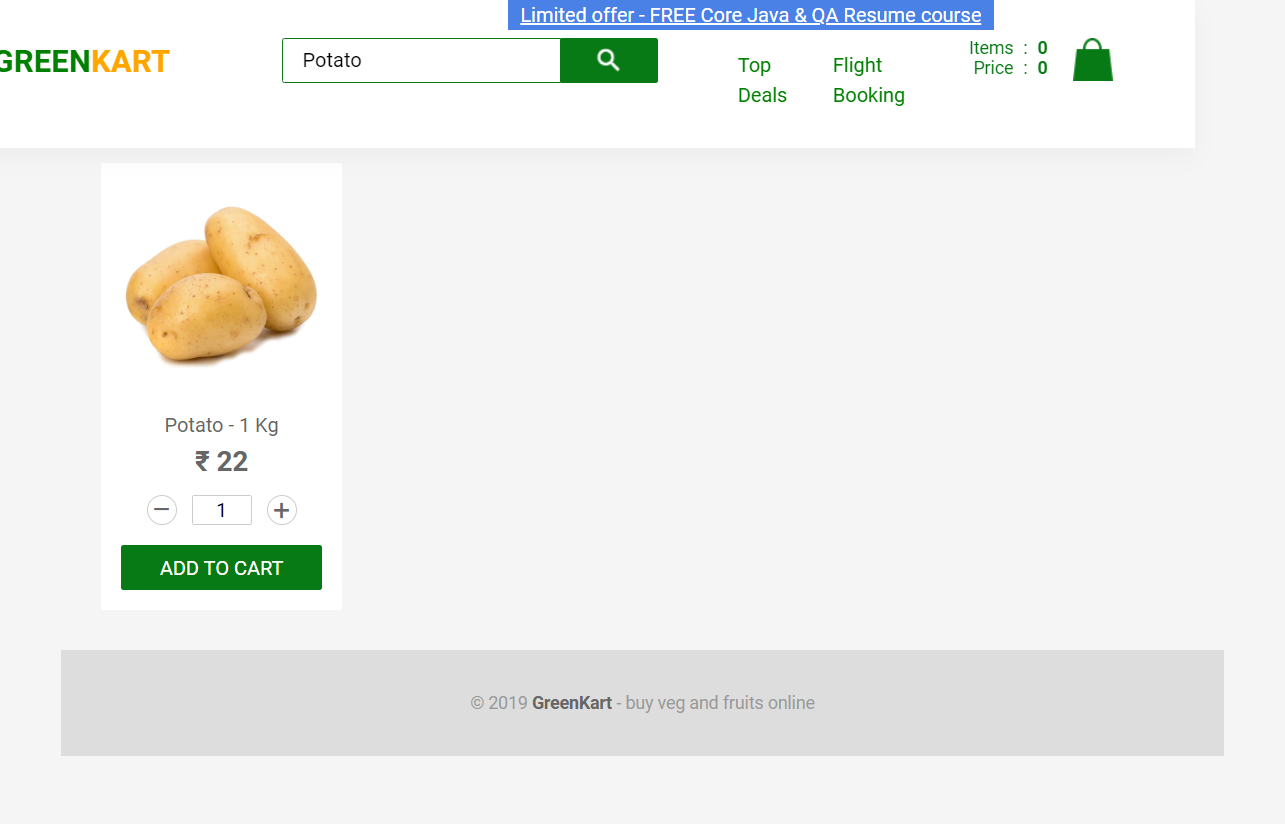 Limited offer - FREE Core Java & QA Resume course
GREENKART
Potato
Top Deals
Flight Booking
Items : 0
Price : 0
Potato - 1 Kg
₹ 22
− 1 +
ADD TO CART
© 2019 GreenKart - buy veg and fruits online